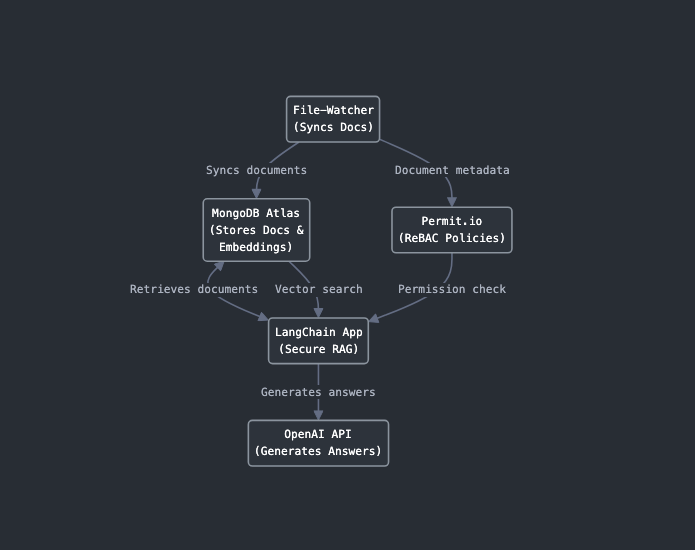 File-Watcher
(Syncs Docs)
Syncs documents
Document metadata
MongoDB Atlas
(Stores Docs &
Embeddings)
Permit.io
(ReBAC Policies)
Retrieves documents
Vector search
Permission check
LangChain App
(Secure RAG)
Generates answers
OpenAI API
(Generates Answers)